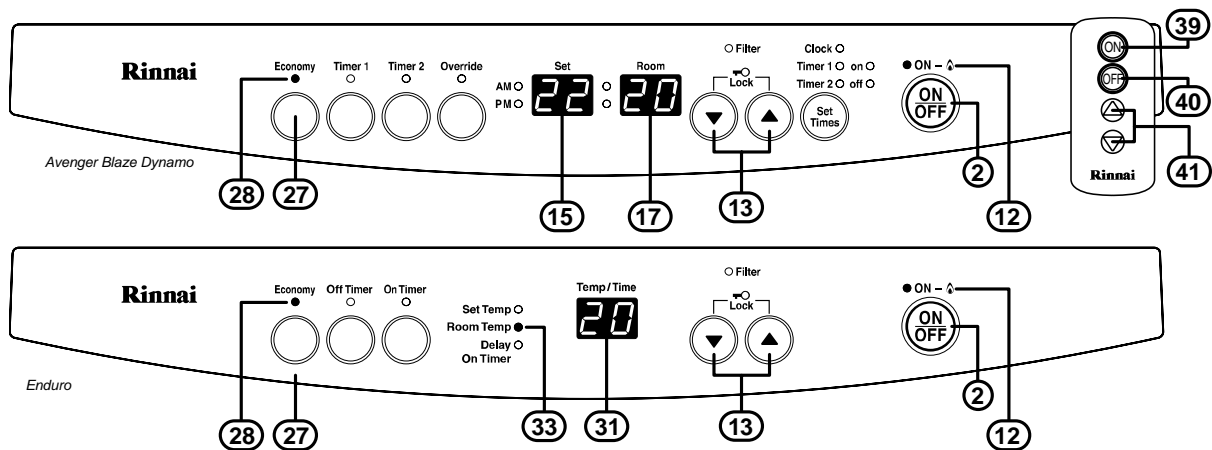 Rinnai
Economy Timer 1 Timer 2 Override
AM
PM
Set
22
Room
20
Filter
Lock
Clock
Timer 1 on
Timer 2 off
Set
Times
ON –
ON
OFF
ON
OFF
Rinnai
39
40
41
Avenger Blaze Dynamo
28 27 15 17 13 2 12
Rinnai
Economy Off Timer On Timer
Set Temp
Room Temp
Delay
On Timer
Temp/Time
20
Filter
Lock
ON –
ON
OFF
Enduro
28 27 33 31 13 2 12